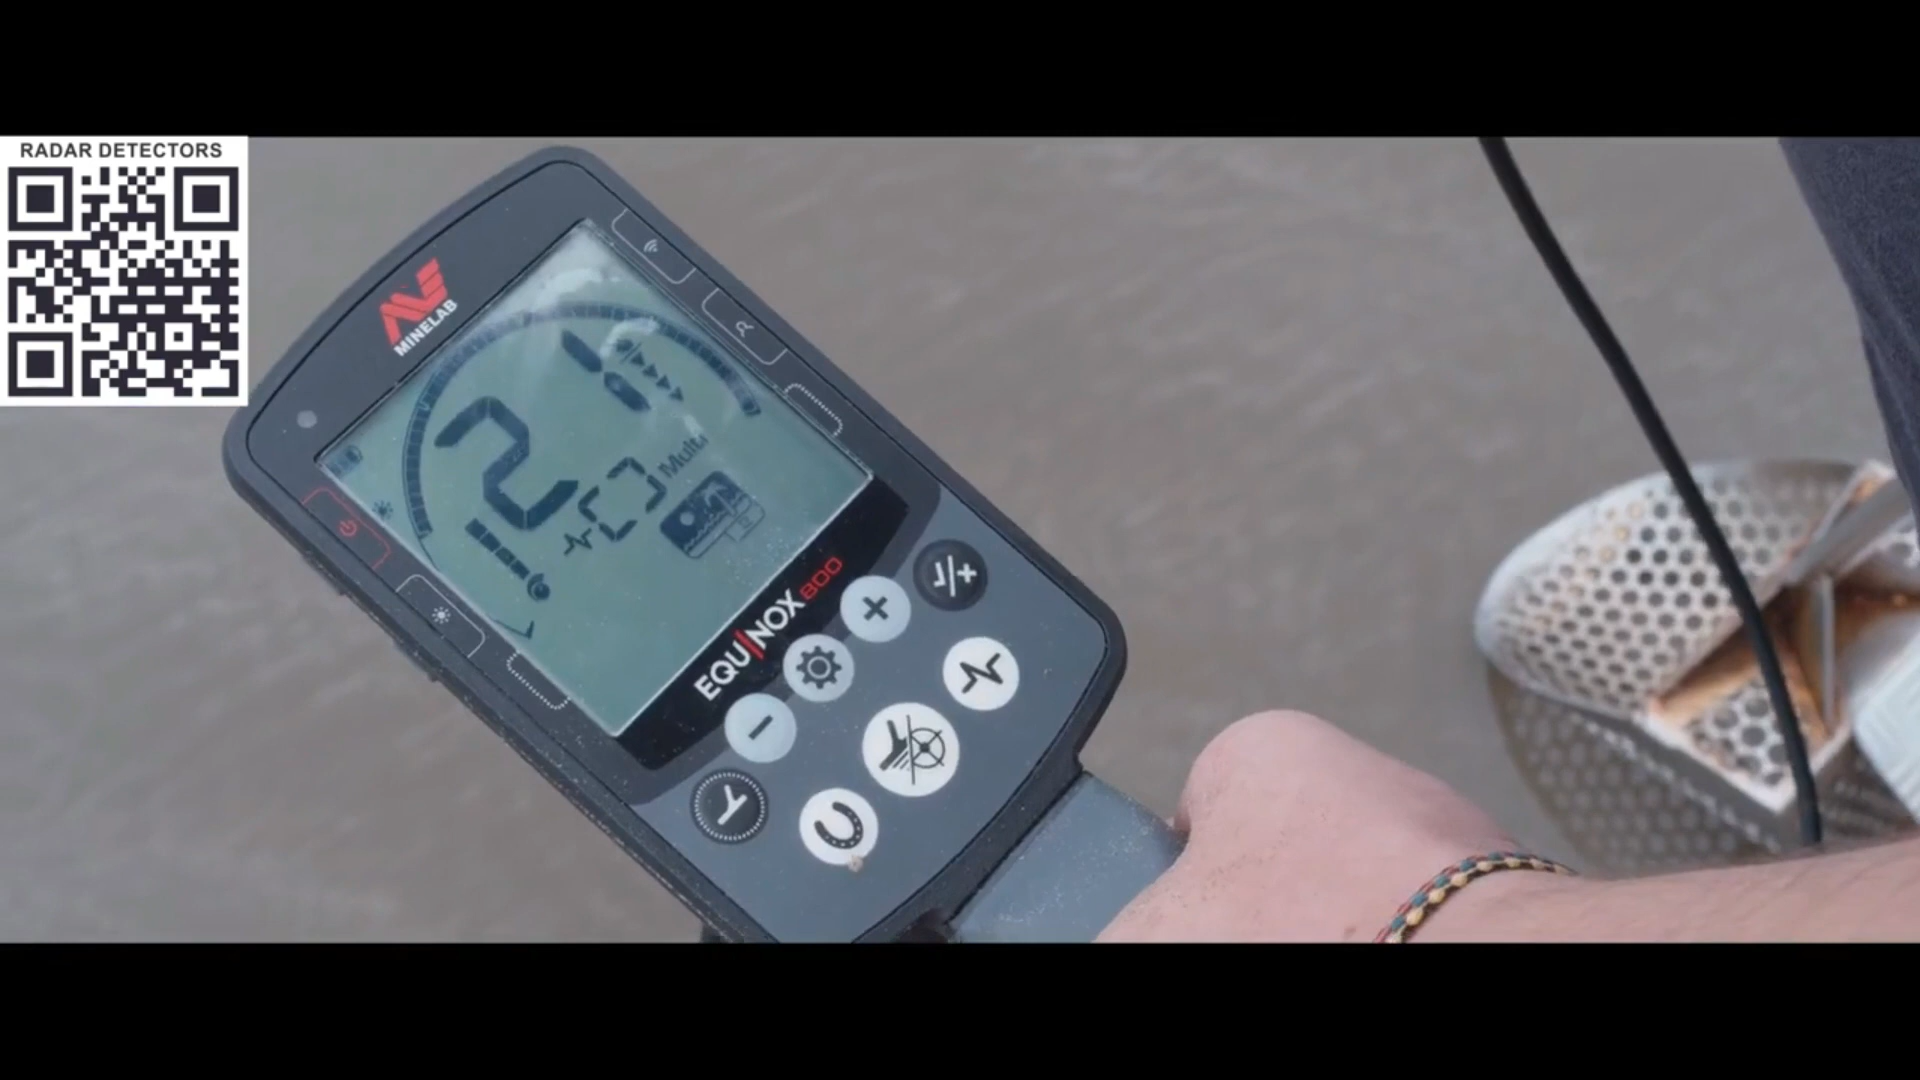 RADAR DETECTORS
MINELAB
21
Multi
EQUINOX 800